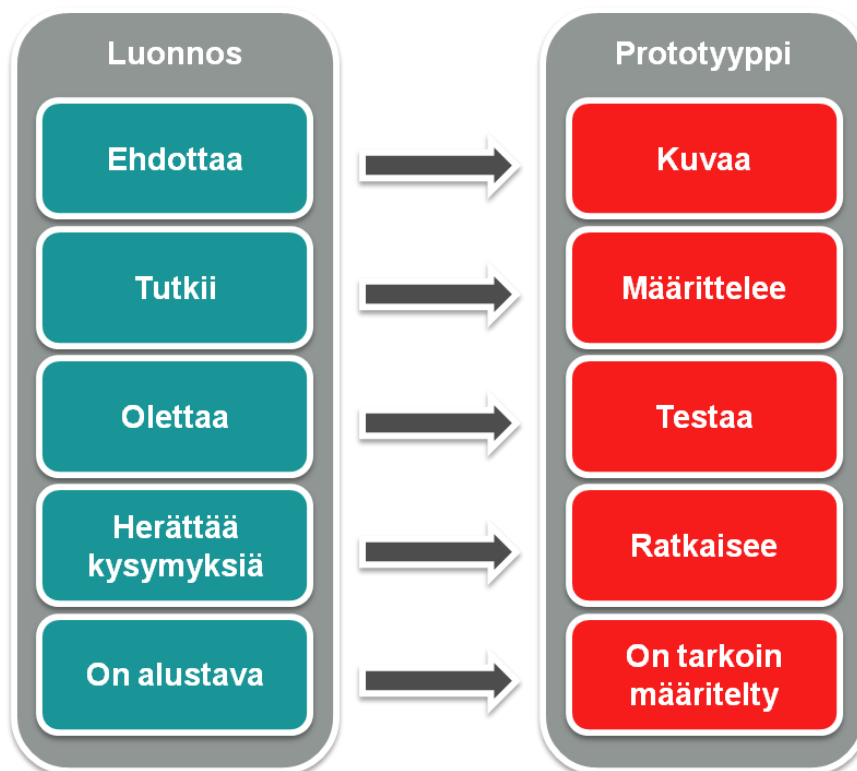 Luonnos
Ehdottaa
Tutkii
Olettaa
Herättää
kysymyksiä
On alustava
Prototyyppi
Kuvaa
Määrittelee
Testaa
Ratkaisee
On tarkoin
määritelty